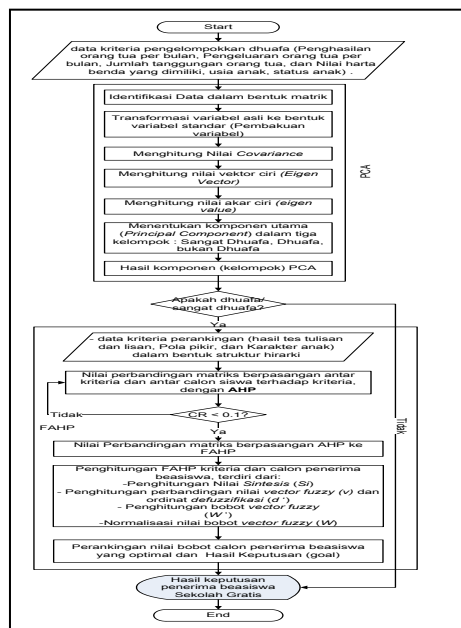 Start
data kriteria pengelompokkan dhuafa (Penghasilan
orang tua per bulan, Pengeluaran orang tua per
bulan, Jumlah tanggungan orang tua, dan Nilai harta
benda yang dimiliki, usia anak, status anak) .
Identifikasi Data dalam bentuk matrik
Transformasi variabel asli ke bentuk
variabel standar (Pembakuan
variabel)
Menghitung Nilai Covariance
Menghitung nilai vektor ciri (Eigen
Vector)
Menghitung nilai akar ciri (eigen
value)
Menentukan komponen utama
(Principal Component) dalam tiga
kelompok : Sangat Dhuafa, Dhuafa,
bukan Dhuafa
Hasil komponen (kelompok) PCA
PCA
Apakah dhuafa/
sangat dhuafa?
Ya
- data kriteria perankingan (hasil tes tulisan
dan lisan, Pola pikir, dan Karakter anak)
dalam bentuk struktur hirarki
Nilai perbandingan matriks berpasangan antar
kriteria dan antar calon siswa terhadap kriteria,
dengan AHP
Tidak
CR < 0.1?
FAHP
Ya
Tidak
Nilai Perbandingan matriks berpasangan AHP ke
FAHP
Penghitungan FAHP kriteria dan calon penerima
beasiswa, terdiri dari:
-Penghitungan Nilai Sintesis (Si)
- Penghitungan perbandingan nilai vector fuzzy (v) dan
ordinat defuzzifikasi (d ‘)
- Penghitungan bobot vector fuzzy
(W ‘)
-Normalisasi nilai bobot vector fuzzy (W)
Perankingan nilai bobot calon penerima beasiswa
yang optimal dan Hasil Keputusan (goal)
Hasil keputusan
penerima beasiswa
Sekolah Gratis
End